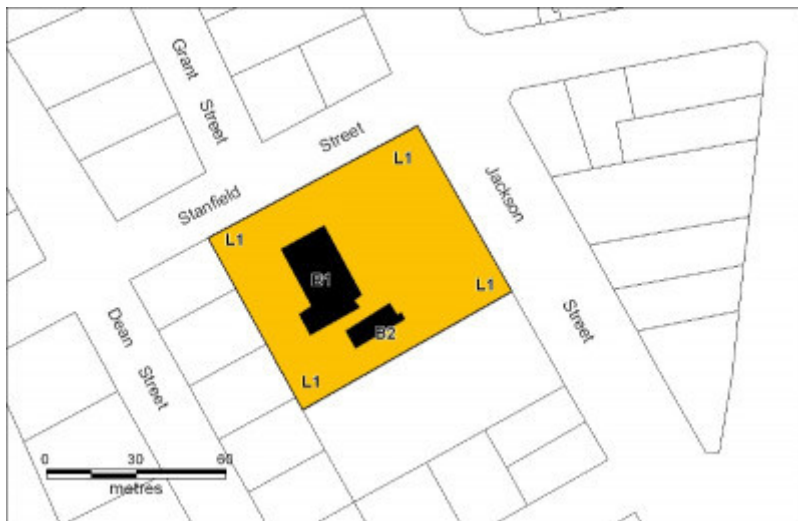 Grant
Street
Stanfield
Street
L1
Jackson
Street
L1
B1
L1
B2
L1
Dean
Street
0 30 60
metres